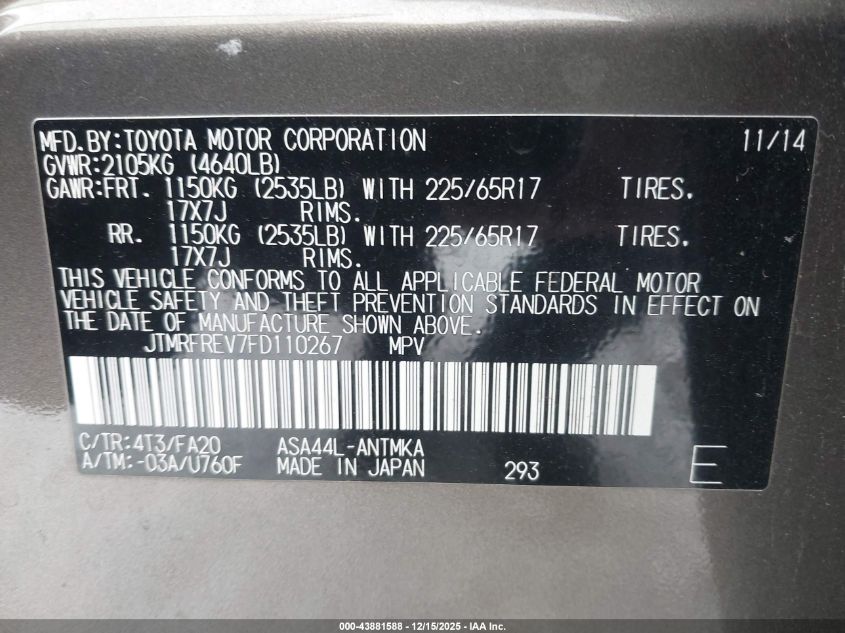 MFD.BY:TOYOTA MOTOR CORPORATION 11/14
GVWR:2105KG (4640LB)
GAWR:FRT. 1150KG (2535LB) WITH 225/65R17 TIRES.
17X7J RIMS.
RR. 1150KG (2535LB) WITH 225/65R17 TIRES.
17X7J RIMS.
THIS VEHICLE CONFORMS TO ALL APPLICABLE FEDERAL MOTOR
VEHICLE SAFETY AND THEFT PREVENTION STANDARDS IN EFFECT ON
THE DATE OF MANUFACTURE SHOWN ABOVE.
JTMRFREV7FD110267 MPV
C/TR:4T3/FA20 ASA44L-ANTMKA
A/TM:-03A/U760F MADE IN JAPAN 293 E
000-43881588 - 12/15/2025 - IAA Inc.